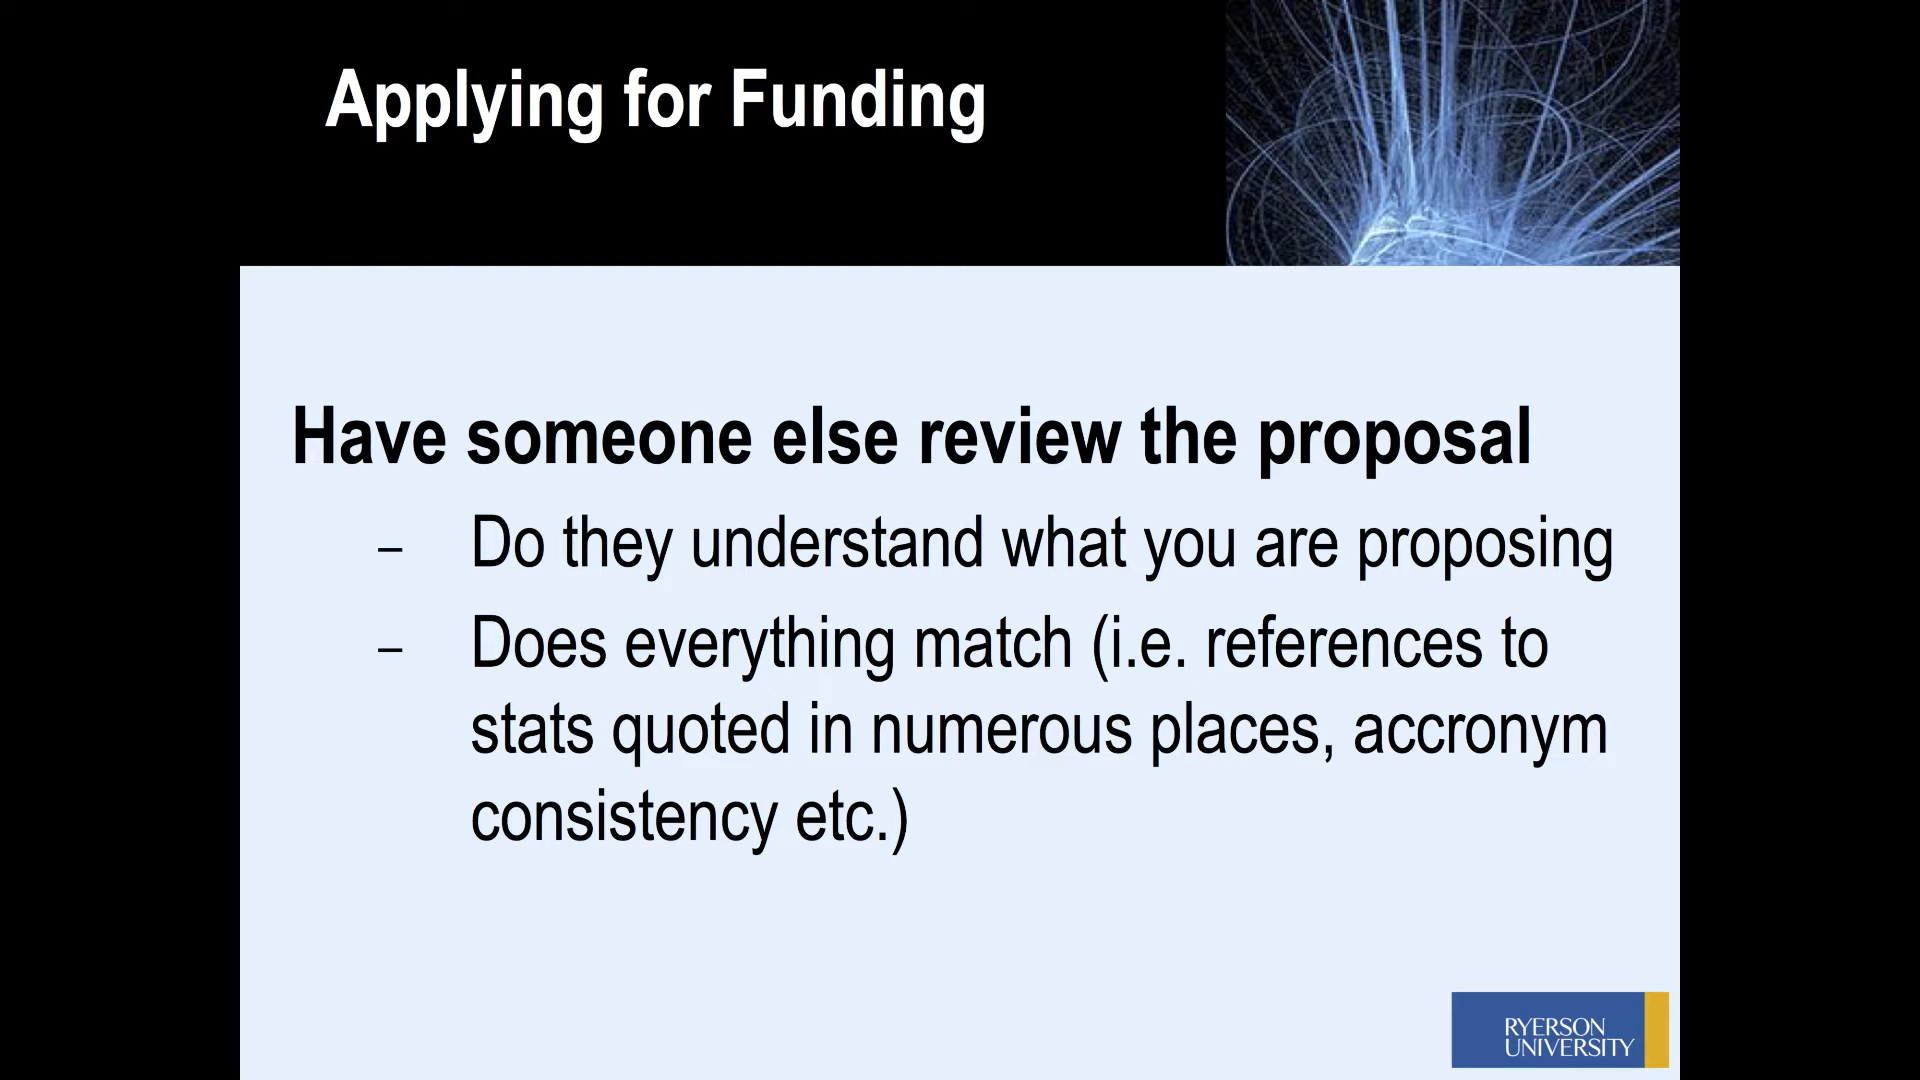 Applying for Funding
Have someone else review the proposal
– Do they understand what you are proposing
– Does everything match (i.e. references to
stats quoted in numerous places, accronym
consistency etc.)
RYERSON
UNIVERSITY